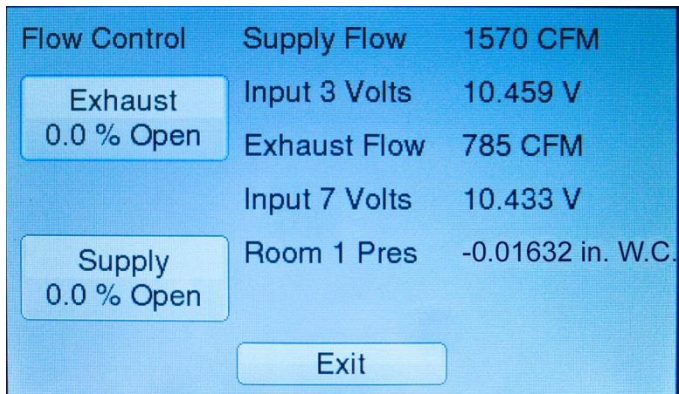 Flow Control
Exhaust
0.0 % Open
Supply
0.0 % Open
Supply Flow 1570 CFM
Input 3 Volts 10.459 V
Exhaust Flow 785 CFM
Input 7 Volts 10.433 V
Room 1 Pres -0.01632 in. W.C.
Exit